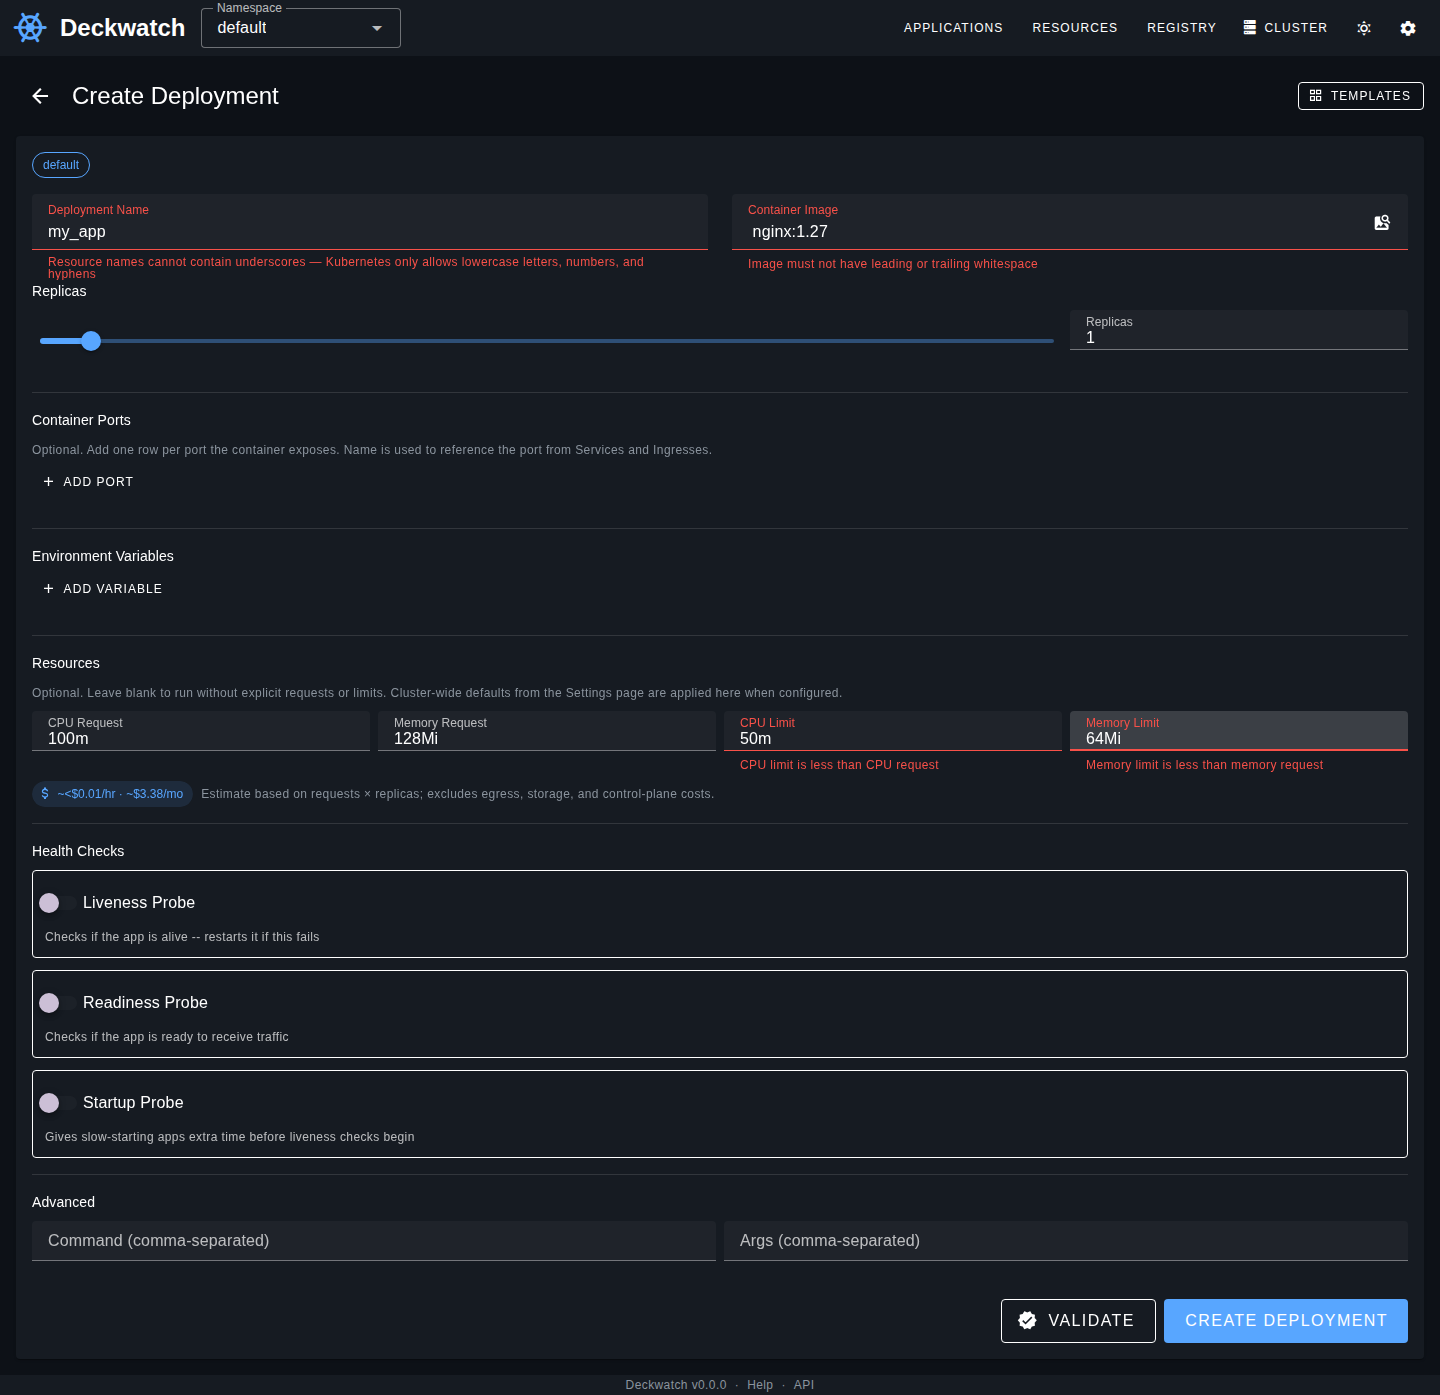 Deckwatch
Namespace
default
APPLICATIONS
RESOURCES
REGISTRY
CLUSTER
Create Deployment
TEMPLATES
default
Deployment Name
my_app
Resource names cannot contain underscores — Kubernetes only allows lowercase letters, numbers, and
hyphens
Container Image
nginx:1.27
Image must not have leading or trailing whitespace
Replicas
Replicas
1
Container Ports
Optional. Add one row per port the container exposes. Name is used to reference the port from Services and Ingresses.
+ ADD PORT
Environment Variables
+ ADD VARIABLE
Resources
Optional. Leave blank to run without explicit requests or limits. Cluster-wide defaults from the Settings page are applied here when configured.
CPU Request
100m
Memory Request
128Mi
CPU Limit
50m
CPU limit is less than CPU request
Memory Limit
64Mi
Memory limit is less than memory request
$ ~<$0.01/hr · ~$3.38/mo
Estimate based on requests × replicas; excludes egress, storage, and control-plane costs.
Health Checks
Liveness Probe
Checks if the app is alive -- restarts it if this fails
Readiness Probe
Checks if the app is ready to receive traffic
Startup Probe
Gives slow-starting apps extra time before liveness checks begin
Advanced
Command (comma-separated)
Args (comma-separated)
VALIDATE
CREATE DEPLOYMENT
Deckwatch v0.0.0 · Help · API